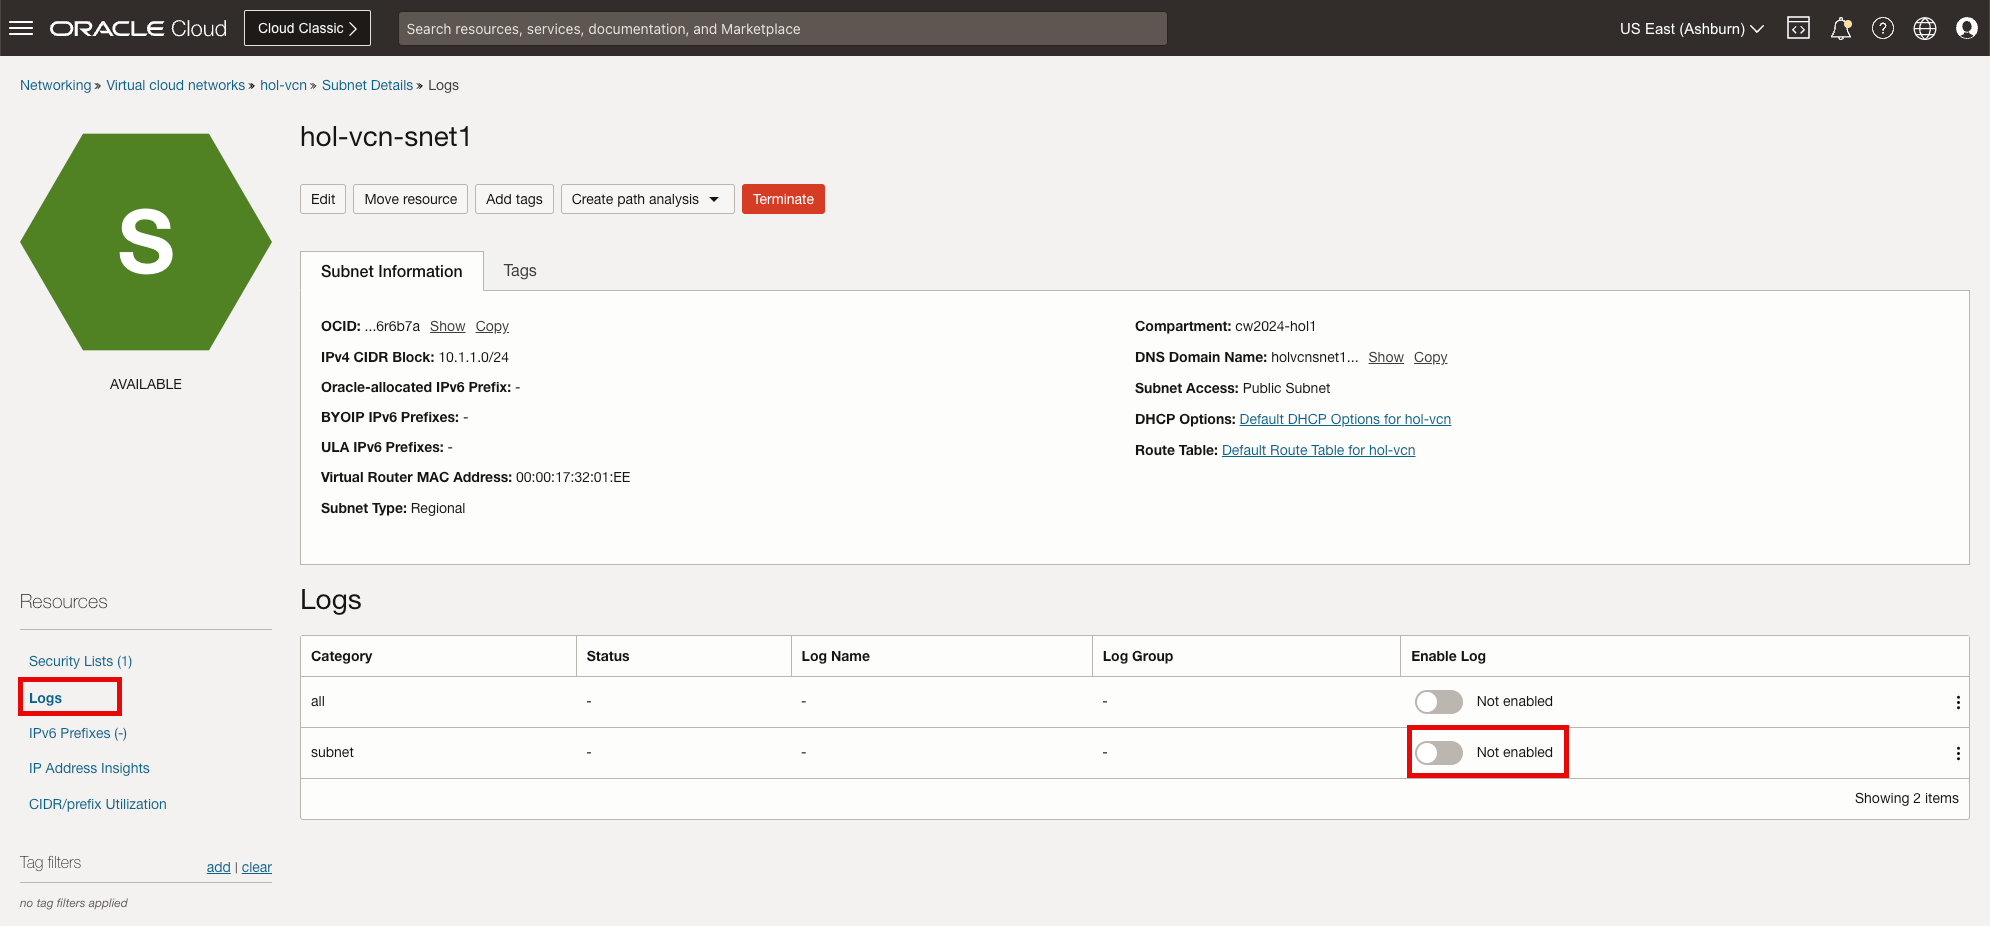 ORACLE Cloud
Cloud Classic
Search resources, services, documentation, and Marketplace
US East (Ashburn)
Networking » Virtual cloud networks » hol-vcn » Subnet Details » Logs
S
AVAILABLE
hol-vcn-snet1
Edit
Move resource
Add tags
Create path analysis
Terminate
Subnet Information
Tags
OCID: ...6r6b7a Show Copy
IPv4 CIDR Block: 10.1.1.0/24
Oracle-allocated IPv6 Prefix: -
BYOIP IPv6 Prefixes: -
ULA IPv6 Prefixes: -
Virtual Router MAC Address: 00:00:17:32:01:EE
Subnet Type: Regional
Compartment: cw2024-hol1
DNS Domain Name: holvcnsnet1... Show Copy
Subnet Access: Public Subnet
DHCP Options: Default DHCP Options for hol-vcn
Route Table: Default Route Table for hol-vcn
Resources
Security Lists (1)
Logs
IPv6 Prefixes (-)
IP Address Insights
CIDR/prefix Utilization
Tag filters
add | clear
no tag filters applied
Logs
Category Status Log Name Log Group Enable Log
all - - - Not enabled
subnet - - - Not enabled
Showing 2 items